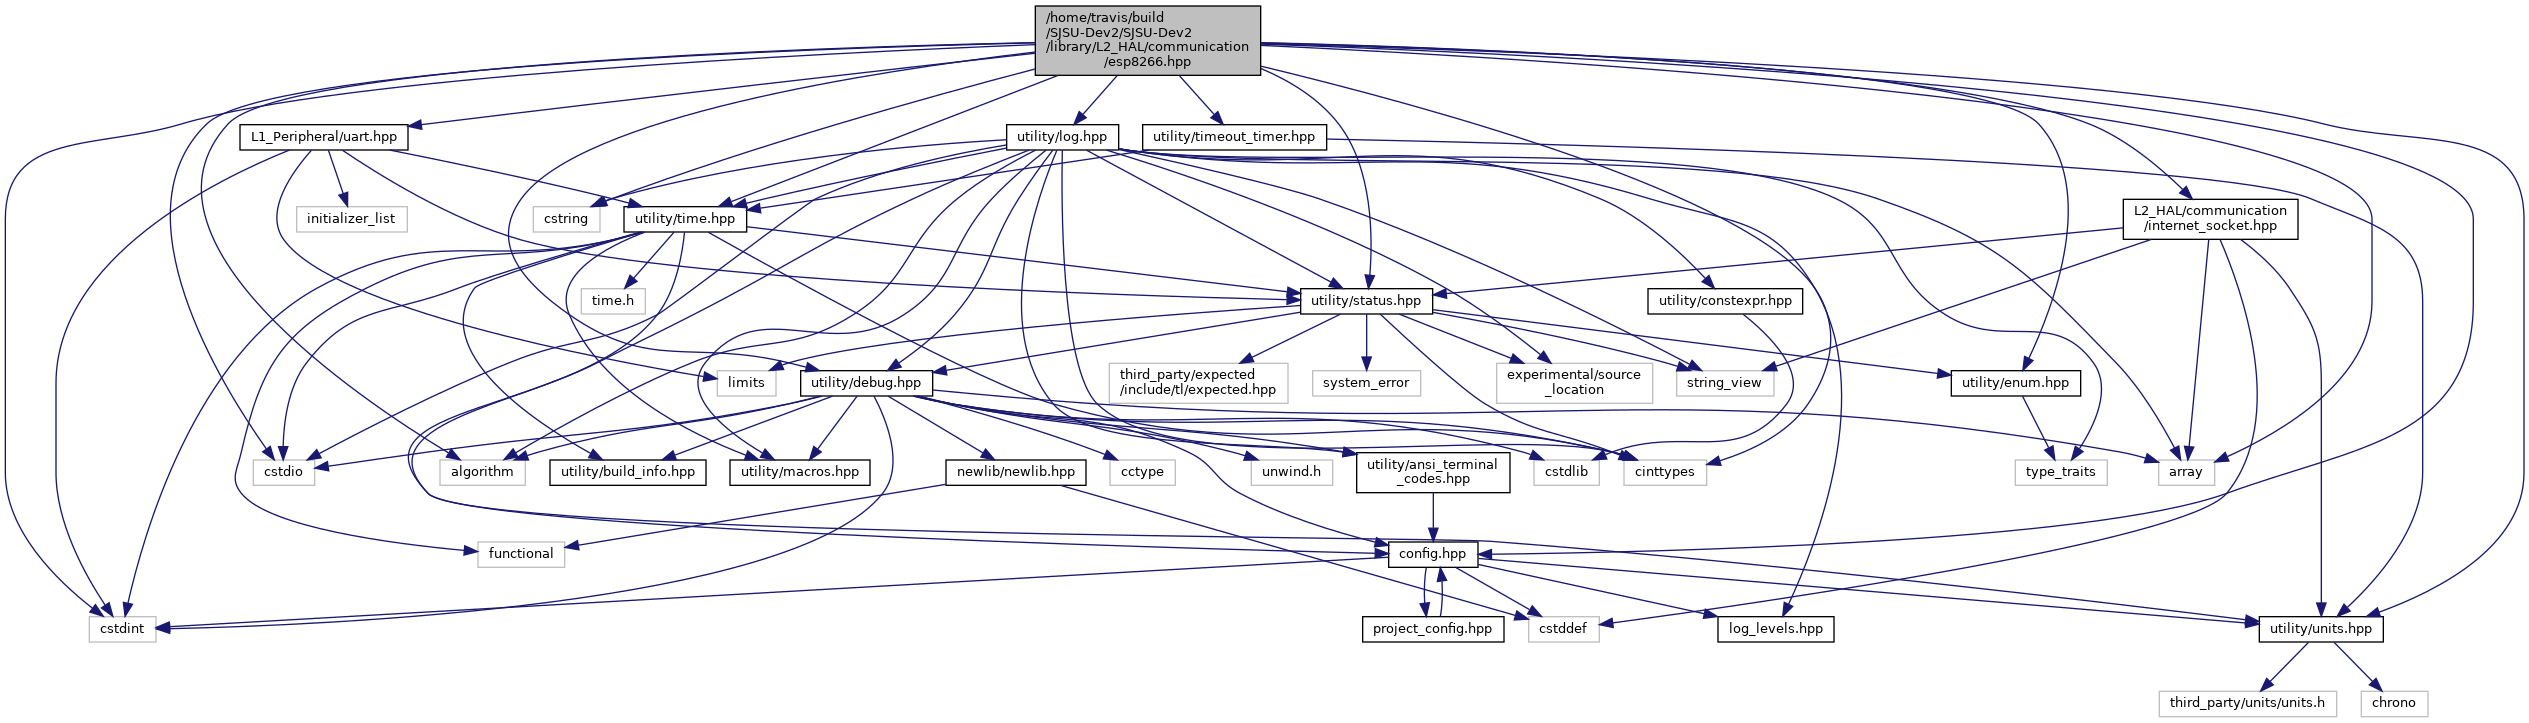 /home/travis/build
/SJSU-Dev2/SJSU-Dev2
/library/L2_HAL/communication
/esp8266.hpp
L1_Peripheral/uart.hpp
utility/log.hpp
utility/timeout_timer.hpp
initializer_list
cstring
utility/time.hpp
L2_HAL/communication
/internet_socket.hpp
time.h
utility/status.hpp
utility/constexpr.hpp
limits
utility/debug.hpp
third_party/expected
/include/tl/expected.hpp
system_error
experimental/source
_location
string_view
utility/enum.hpp
cstdio
algorithm
utility/build_info.hpp
utility/macros.hpp
newlib/newlib.hpp
cctype
unwind.h
utility/ansi_terminal
_codes.hpp
cstdlib
cinttypes
type_traits
array
functional
config.hpp
cstdint
project_config.hpp
cstddef
log_levels.hpp
utility/units.hpp
third_party/units/units.h
chrono